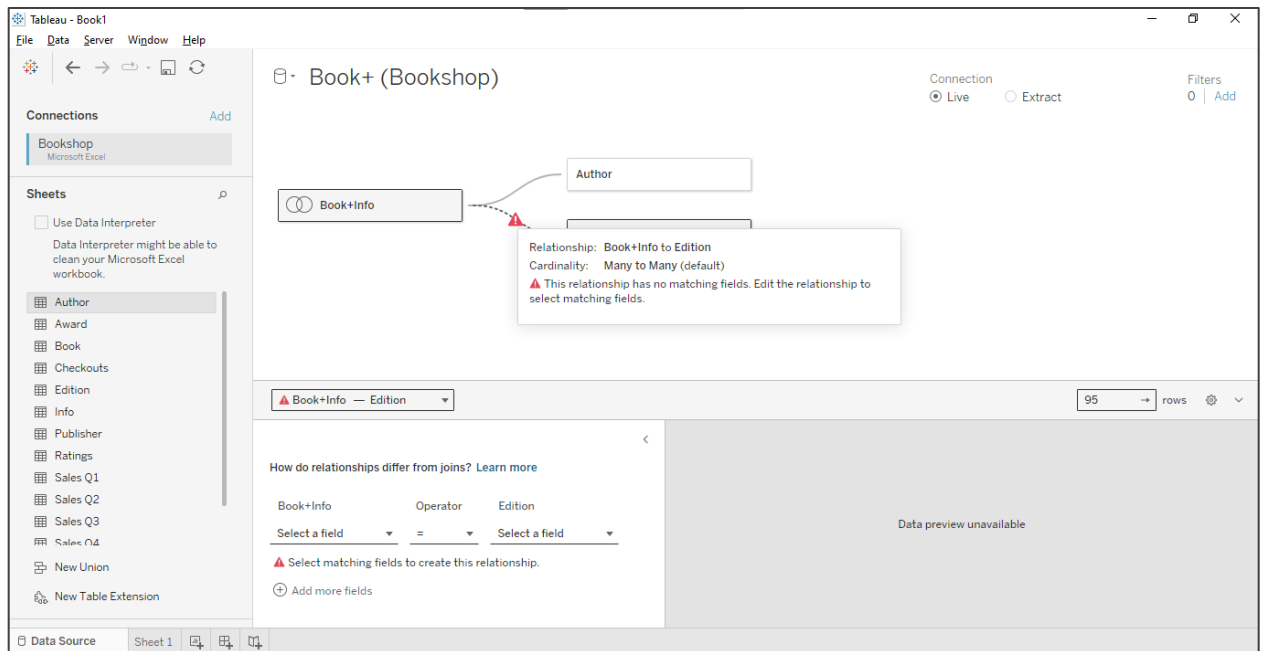 Tableau - Book1
File Data Server Window Help
Connections Add
Bookshop
Microsoft Excel
Sheets
Use Data Interpreter
Data Interpreter might be able to
clean your Microsoft Excel
workbook.
Author
Award
Book
Checkouts
Edition
Info
Publisher
Ratings
Sales Q1
Sales Q2
Sales Q3
Sales Q4
New Union
New Table Extension
Book+ (Bookshop)
Connection
Live Extract
Filters
0 Add
Book+Info
Author
Relationship: Book+Info to Edition
Cardinality: Many to Many (default)
This relationship has no matching fields. Edit the relationship to
select matching fields.
Book+Info — Edition
95 → rows
How do relationships differ from joins? Learn more
Book+Info Operator Edition
Select a field = Select a field
Select matching fields to create this relationship.
Add more fields
Data preview unavailable
Data Source Sheet 1